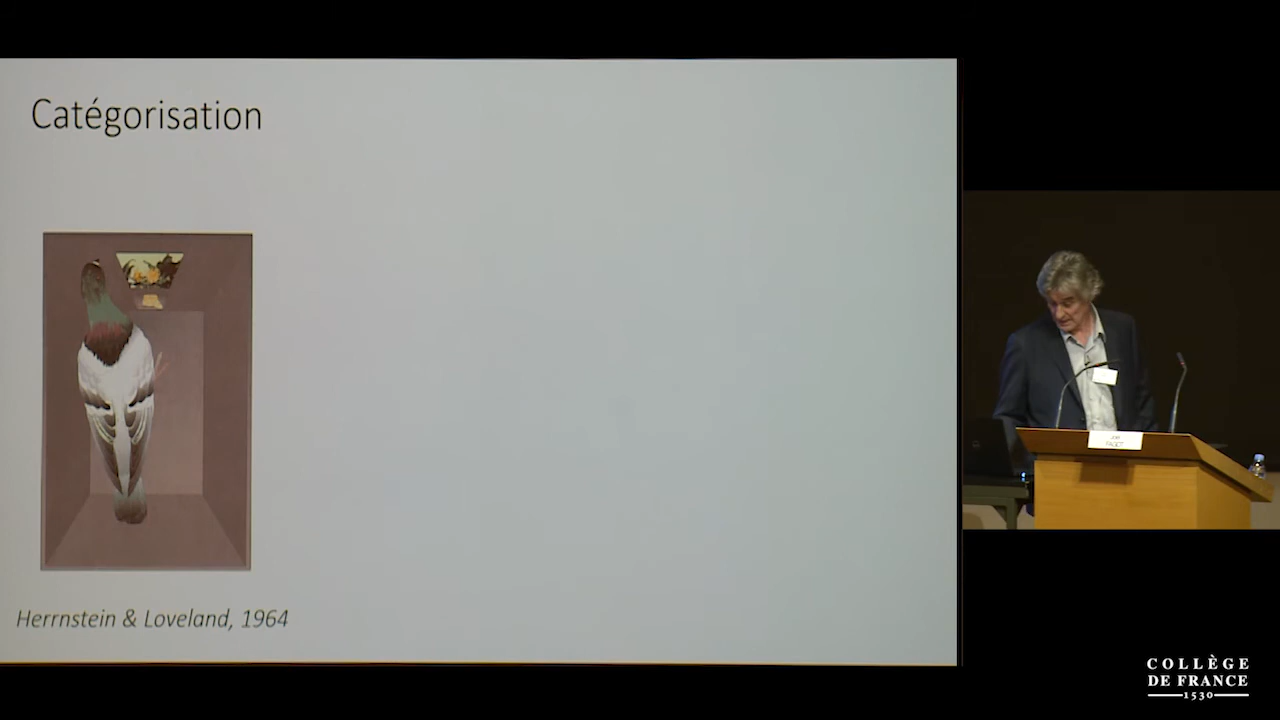 Catégorisation
Herrnstein & Loveland, 1964
COLLÈGE
DE FRANCE
1530